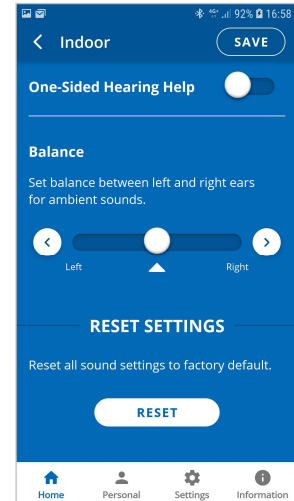 4G+ 92% 16:58
Indoor SAVE
One-Sided Hearing Help
Balance
Set balance between left and right ears
for ambient sounds.
Left Right
RESET SETTINGS
Reset all sound settings to factory default.
RESET
Home Personal Settings Information